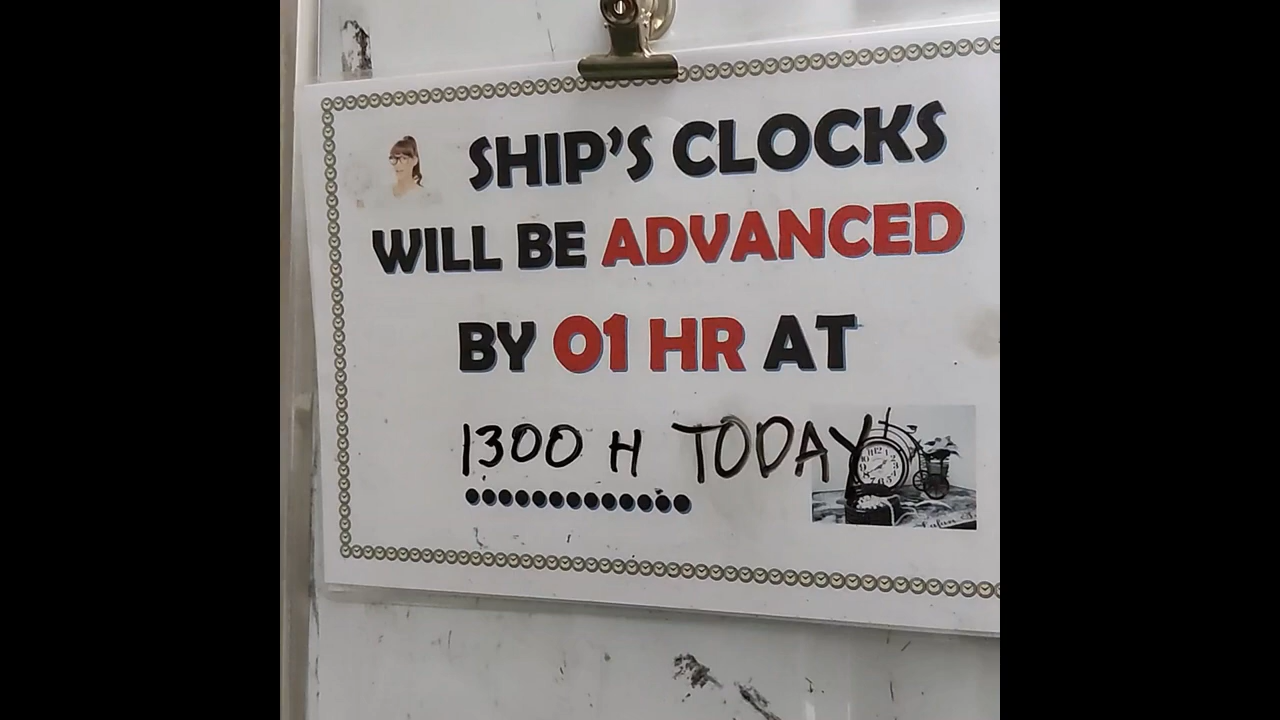 SHIP'S CLOCKS
WILL BE ADVANCED
BY 01 HR AT
1300 H TODAY
............